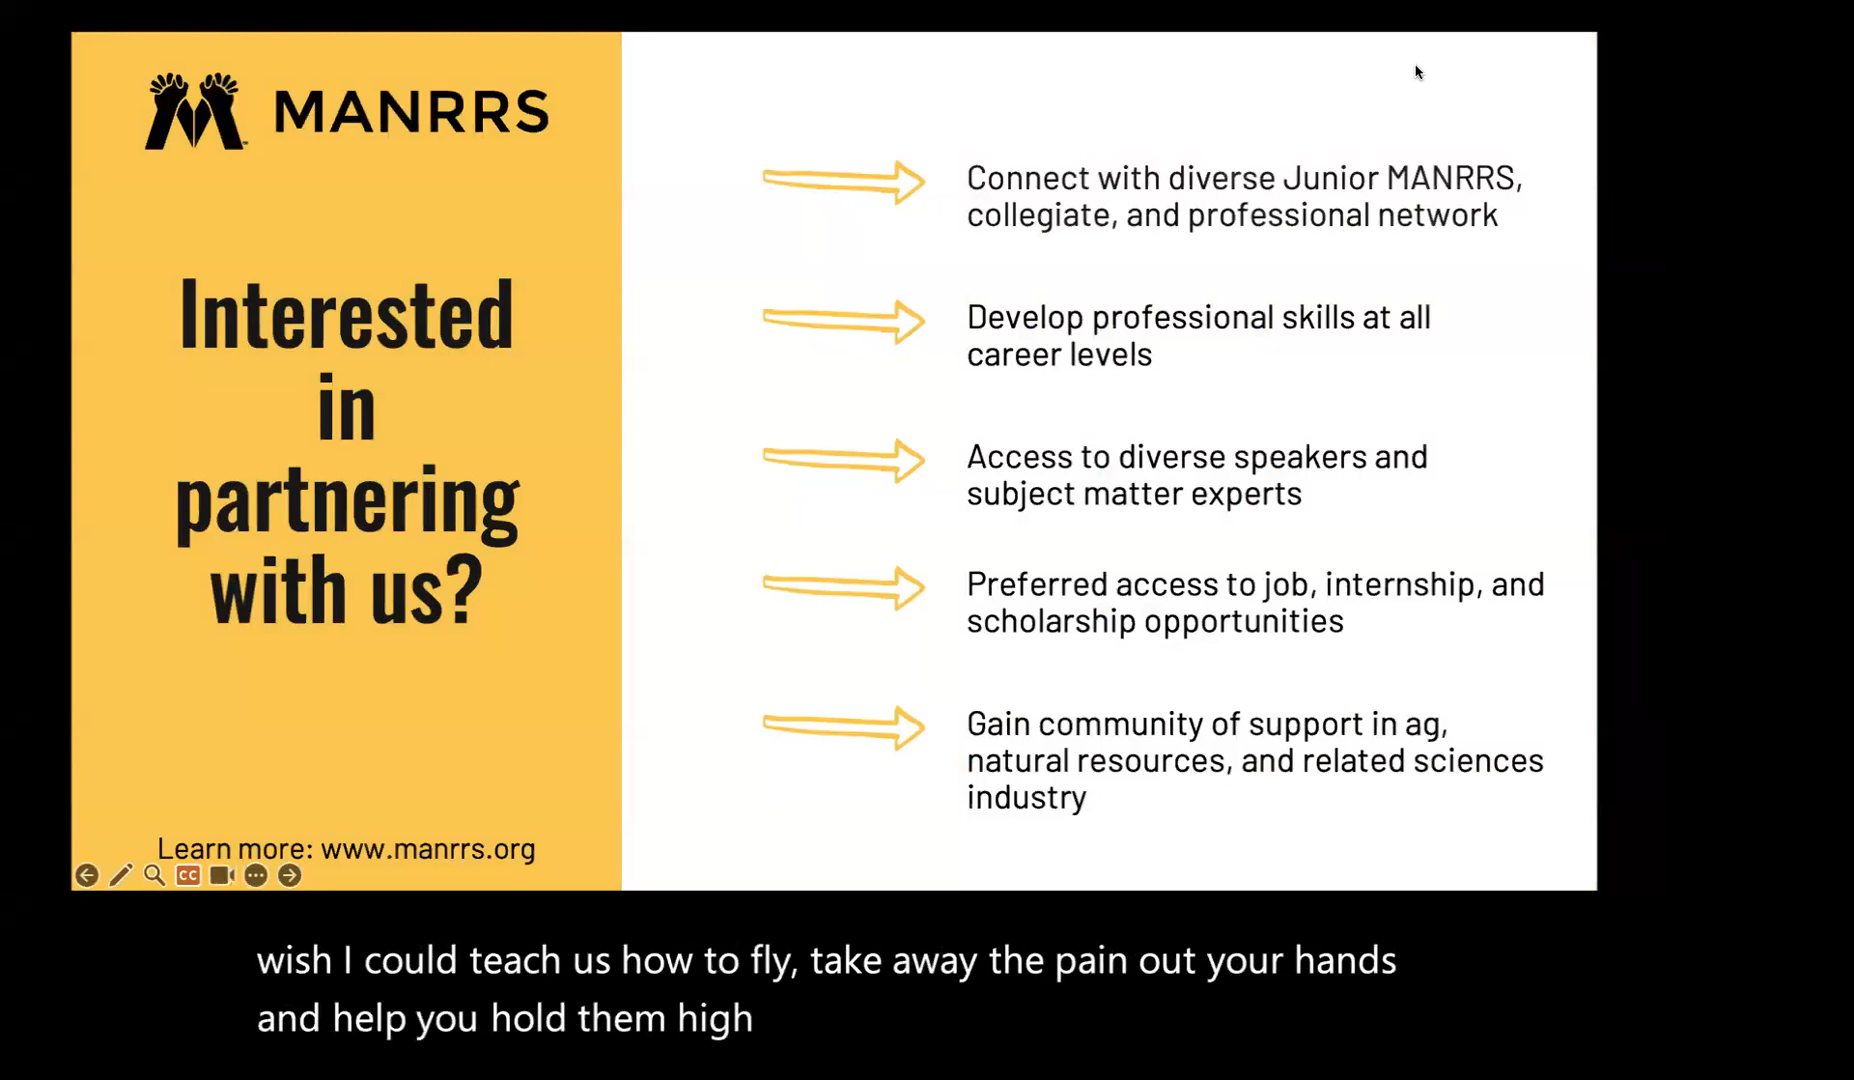 MANRRS
Interested
in
partnering
with us?
Learn more: www.manrrs.org
CC
Connect with diverse Junior MANRRS,
collegiate, and professional network
Develop professional skills at all
career levels
Access to diverse speakers and
subject matter experts
Preferred access to job, internship, and
scholarship opportunities
Gain community of support in ag,
natural resources, and related sciences
industry
wish I could teach us how to fly, take away the pain out your hands
and help you hold them high